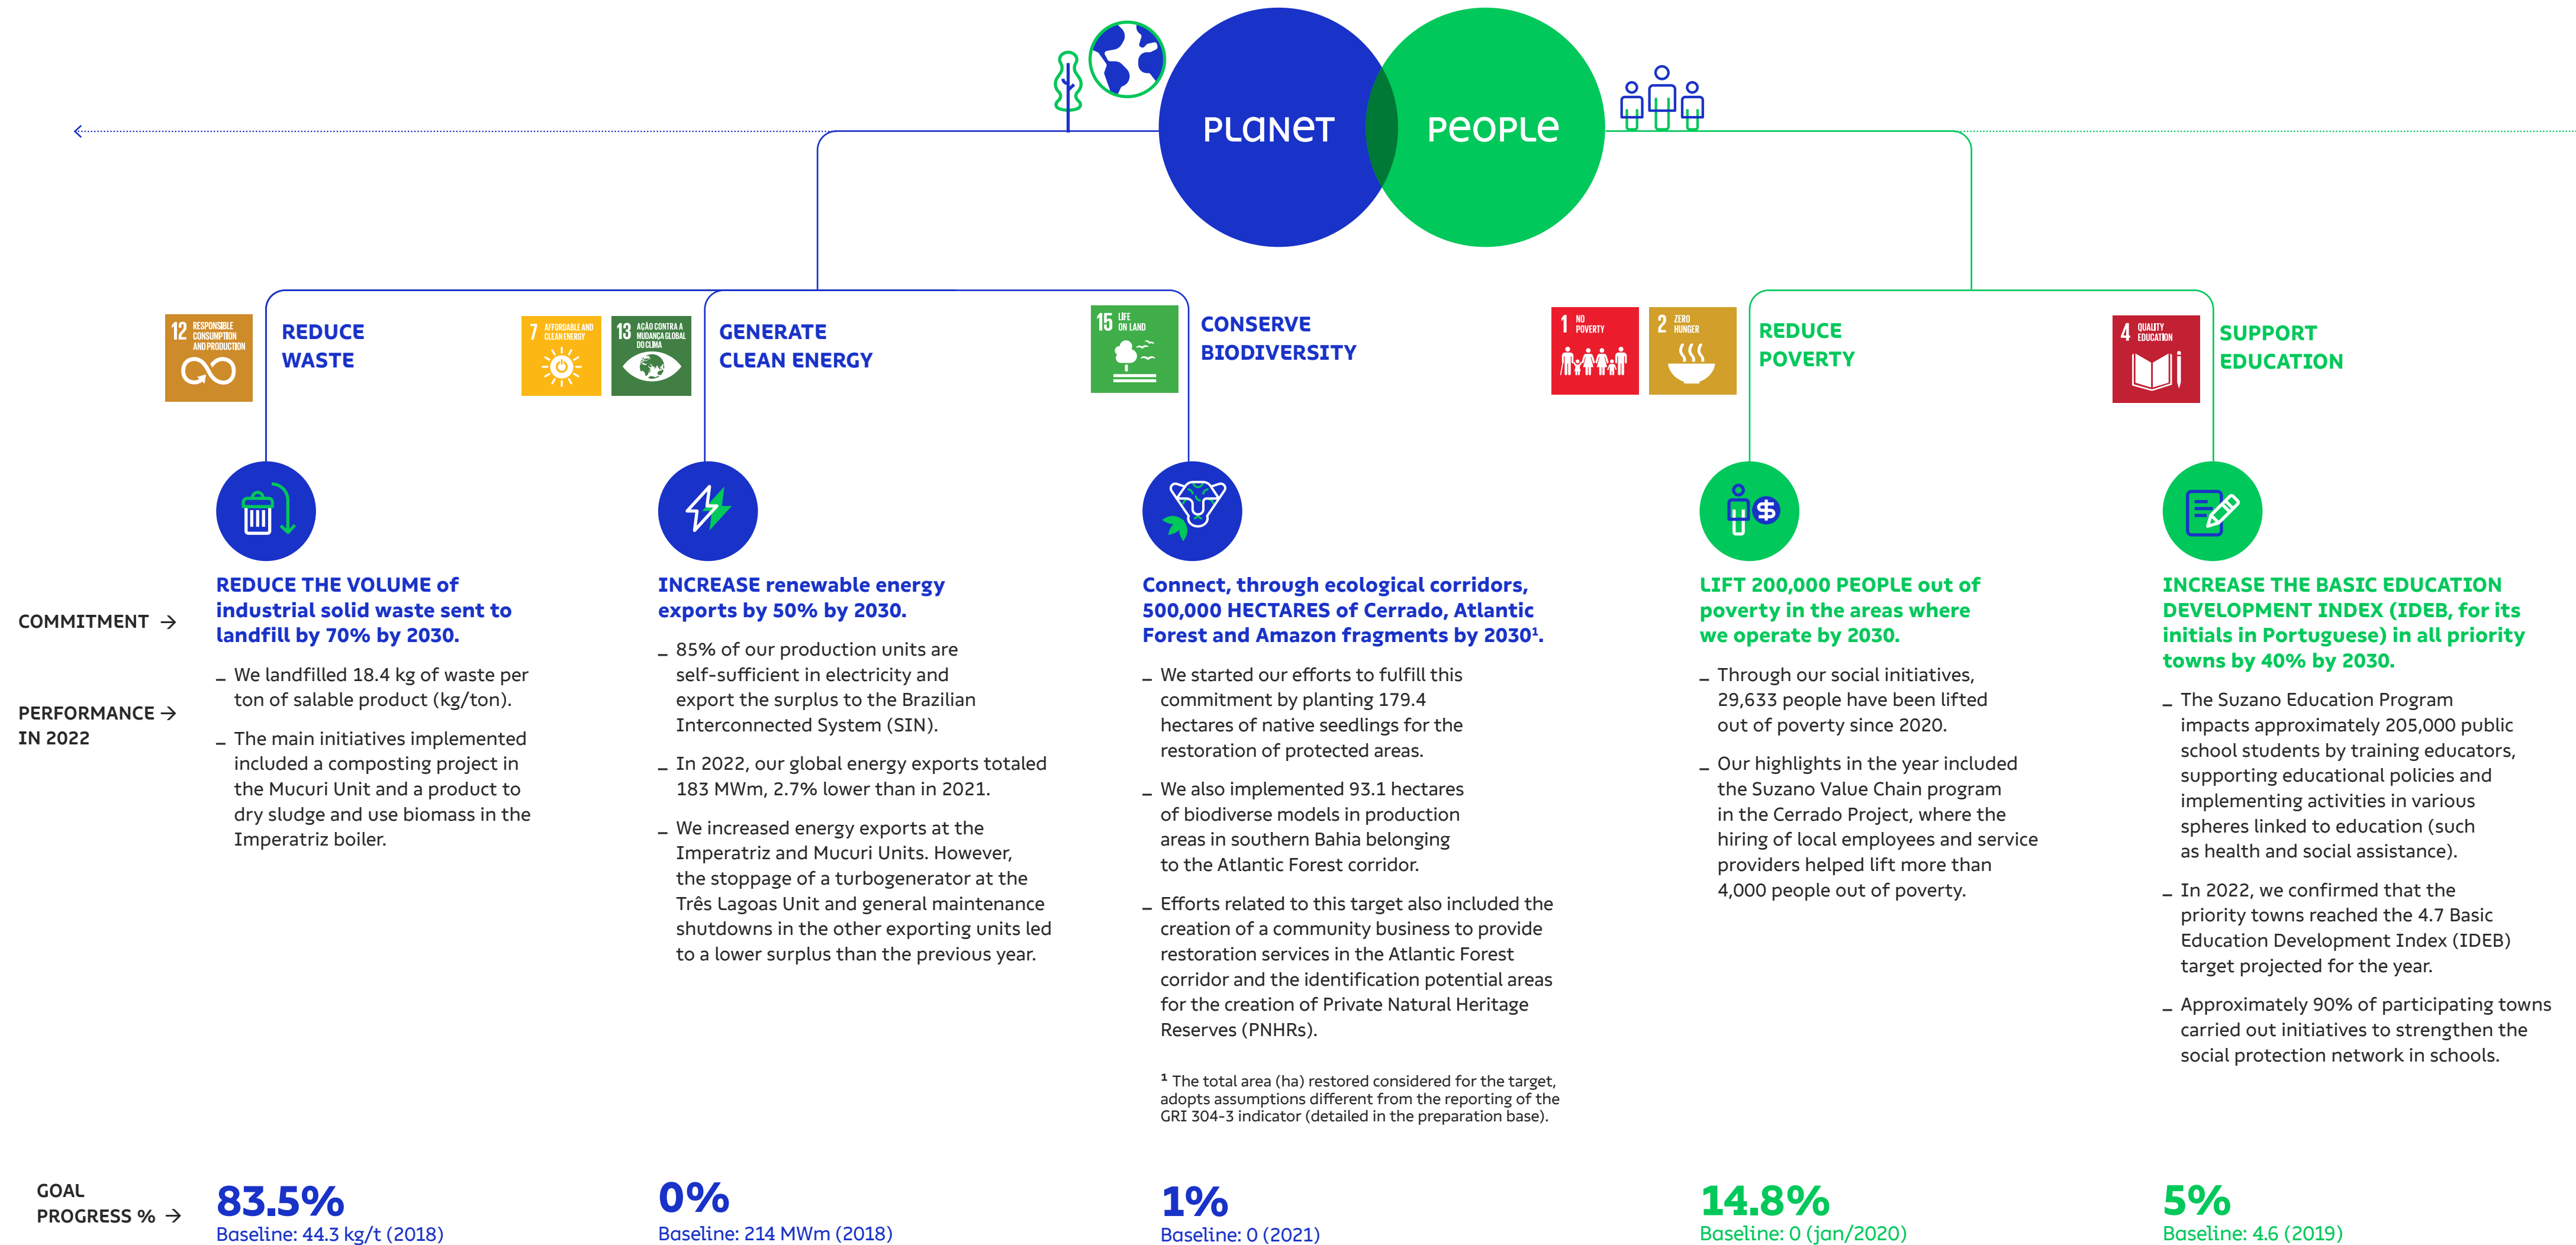 PLANET
PEOPLE
12 RESPONSIBLE
CONSUMPTION
AND PRODUCTION
REDUCE
WASTE
7 AFFORDABLE AND
CLEAN ENERGY
13 AÇÃO CONTRA A
MUDANÇA GLOBAL
DO CLIMA
GENERATE
CLEAN ENERGY
15 LIFE
ON LAND
CONSERVE
BIODIVERSITY
1 NO
POVERTY
2 ZERO
HUNGER
REDUCE
POVERTY
4 QUALITY
EDUCATION
SUPPORT
EDUCATION
$
COMMITMENT →
PERFORMANCE →
IN 2022
REDUCE THE VOLUME of
industrial solid waste sent to
landfill by 70% by 2030.
– We landfilled 18.4 kg of waste per
ton of salable product (kg/ton).
– The main initiatives implemented
included a composting project in
the Mucuri Unit and a product to
dry sludge and use biomass in the
Imperatriz boiler.
INCREASE renewable energy
exports by 50% by 2030.
– 85% of our production units are
self-sufficient in electricity and
export the surplus to the Brazilian
Interconnected System (SIN).
– In 2022, our global energy exports totaled
183 MWm, 2.7% lower than in 2021.
– We increased energy exports at the
Imperatriz and Mucuri Units. However,
the stoppage of a turbogenerator at the
Três Lagoas Unit and general maintenance
shutdowns in the other exporting units led
to a lower surplus than the previous year.
Connect, through ecological corridors,
500,000 HECTARES of Cerrado, Atlantic
Forest and Amazon fragments by 2030¹.
– We started our efforts to fulfill this
commitment by planting 179.4
hectares of native seedlings for the
restoration of protected areas.
– We also implemented 93.1 hectares
of biodiverse models in production
areas in southern Bahia belonging
to the Atlantic Forest corridor.
– Efforts related to this target also included the
creation of a community business to provide
restoration services in the Atlantic Forest
corridor and the identification potential areas
for the creation of Private Natural Heritage
Reserves (PNHRs).
¹ The total area (ha) restored considered for the target,
adopts assumptions different from the reporting of the
GRI 304-3 indicator (detailed in the preparation base).
LIFT 200,000 PEOPLE out of
poverty in the areas where
we operate by 2030.
– Through our social initiatives,
29,633 people have been lifted
out of poverty since 2020.
– Our highlights in the year included
the Suzano Value Chain program
in the Cerrado Project, where the
hiring of local employees and service
providers helped lift more than
4,000 people out of poverty.
INCREASE THE BASIC EDUCATION
DEVELOPMENT INDEX (IDEB, for its
initials in Portuguese) in all priority
towns by 40% by 2030.
– The Suzano Education Program
impacts approximately 205,000 public
school students by training educators,
supporting educational policies and
implementing activities in various
spheres linked to education (such
as health and social assistance).
– In 2022, we confirmed that the
priority towns reached the 4.7 Basic
Education Development Index (IDEB)
target projected for the year.
– Approximately 90% of participating towns
carried out initiatives to strengthen the
social protection network in schools.
GOAL
PROGRESS % →
83.5%
Baseline: 44.3 kg/t (2018)
0%
Baseline: 214 MWm (2018)
1%
Baseline: 0 (2021)
14.8%
Baseline: 0 (jan/2020)
5%
Baseline: 4.6 (2019)